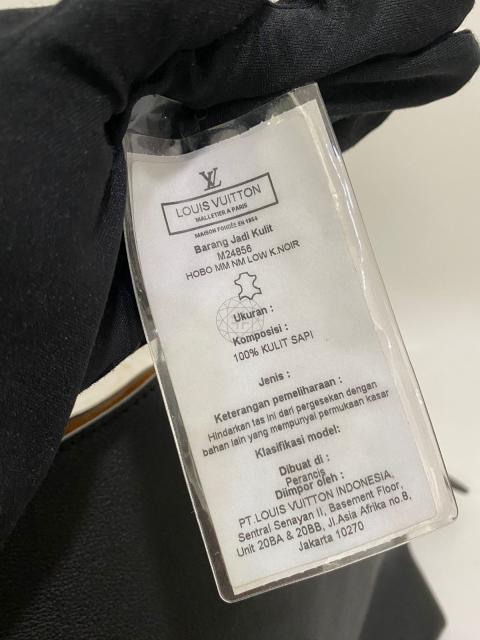 LV
LOUIS VUITTON
MALLETIER A PARIS
MAISON FONDÉE EN 1854
Barang Jadi Kulit
M24856
HOBO MM NM LOW K.NOIR
Ukuran :
Komposisi :
100% KULIT SAPI
Jenis :
Keterangan pemeliharaan :
Hindarkan tas ini dari pergesekan dengan
bahan lain yang mempunyai permukaan kasar
Klasifikasi model:
Dibuat di :
Perancis
Diimpor oleh :
PT.LOUIS VUITTON INDONESIA,
Sentral Senayan II, Basement Floor,
Unit 20BA & 20BB, Jl.Asia Afrika no.8,
Jakarta 10270